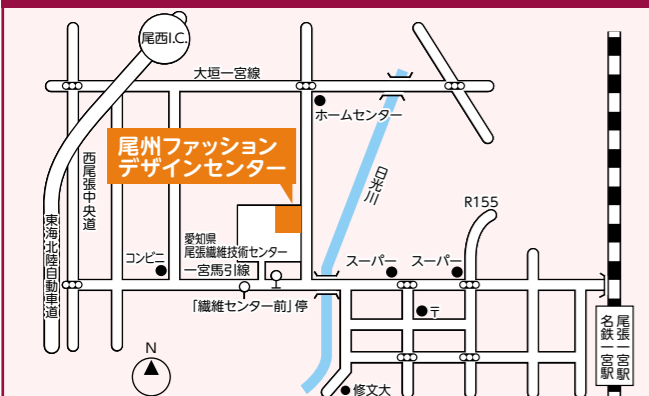 尾西I.C.
大垣一宮線
ホームセンター
尾州ファッション
デザインセンター
西尾張中央道
日光川
東海北陸自動車道
R155
愛知県
尾張繊維技術センター
コンビニ
一宮馬引線
スーパー
スーパー
「繊維センター前」停
〒
尾張一宮駅
名鉄一宮駅
N
修文大